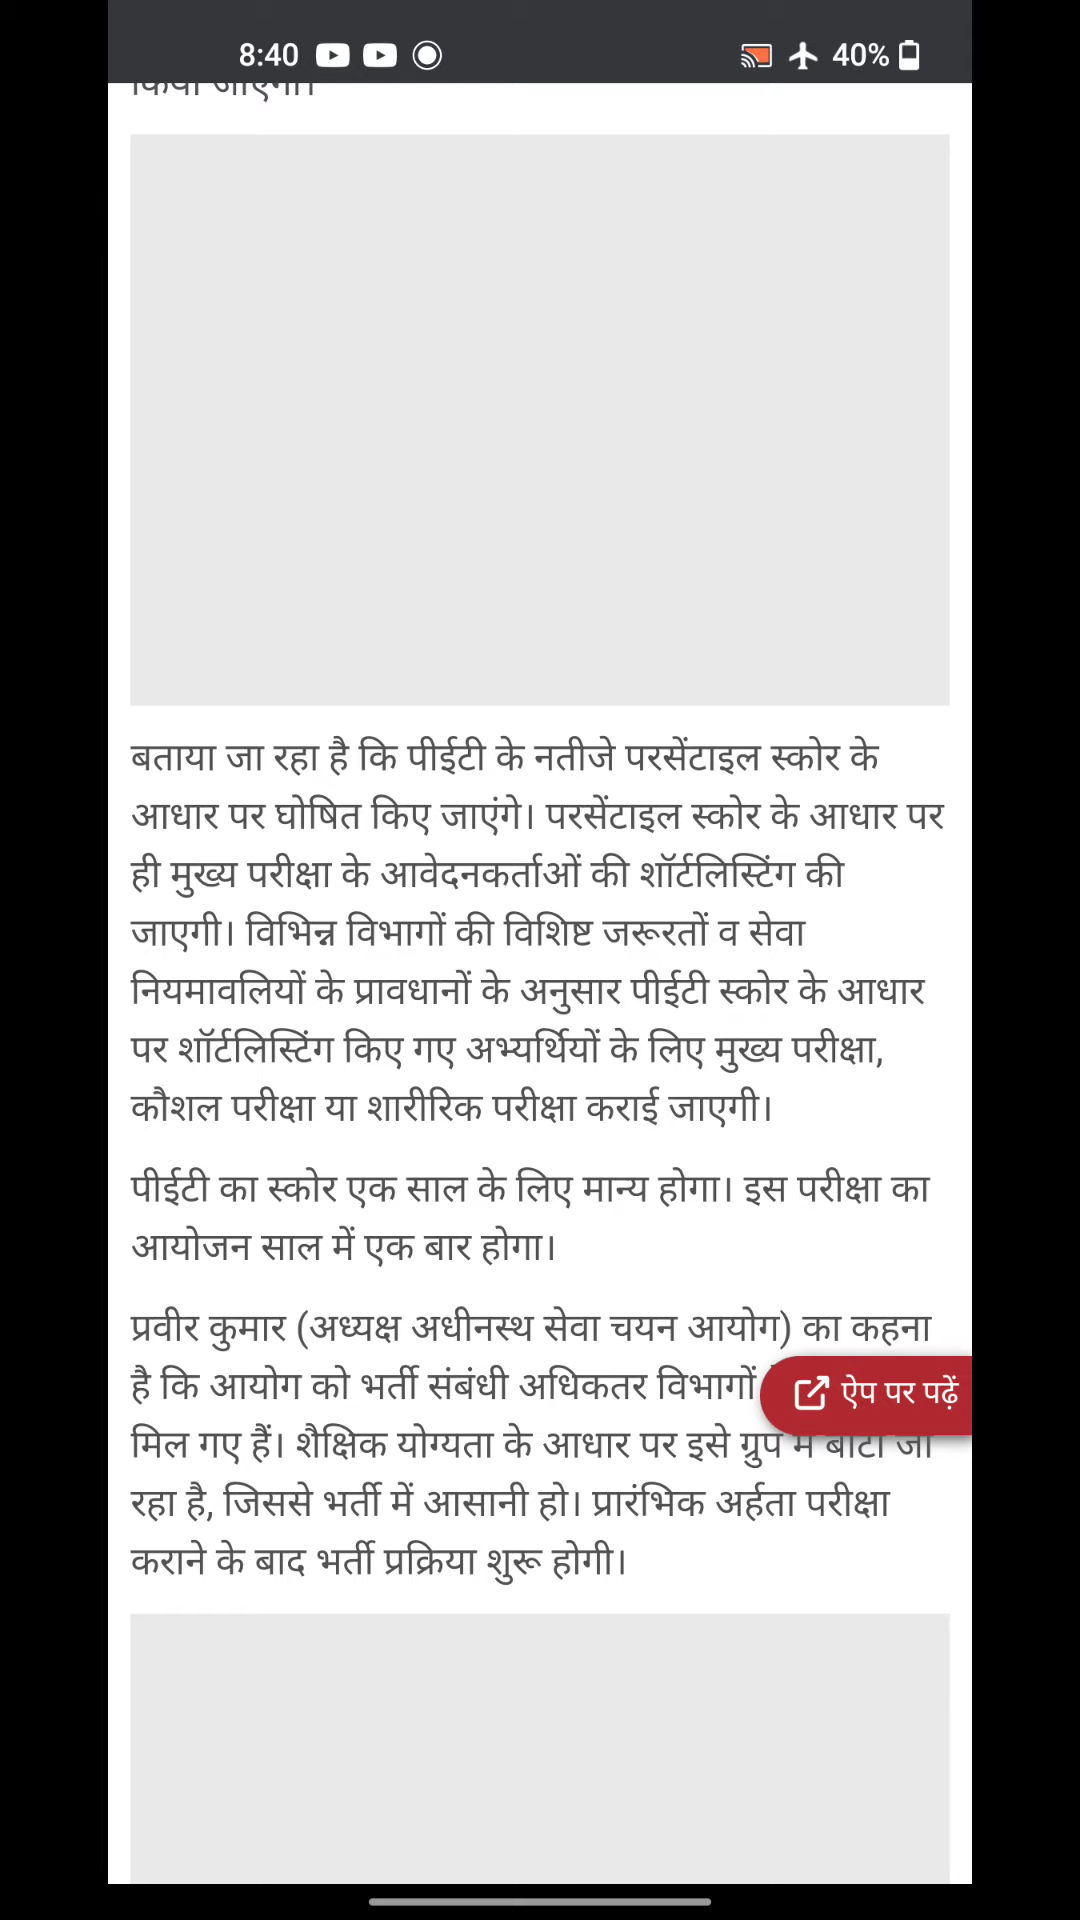 8:40
40%
किया जाएगा।
बताया जा रहा है कि पीईटी के नतीजे परसेंटाइल स्कोर के
आधार पर घोषित किए जाएंगे। परसेंटाइल स्कोर के आधार पर
ही मुख्य परीक्षा के आवेदनकर्ताओं की शॉर्टलिस्टिंग की
जाएगी। विभिन्न विभागों की विशिष्ट जरूरतों व सेवा
नियमावलियों के प्रावधानों के अनुसार पीईटी स्कोर के आधार
पर शॉर्टलिस्टिंग किए गए अभ्यर्थियों के लिए मुख्य परीक्षा,
कौशल परीक्षा या शारीरिक परीक्षा कराई जाएगी।
पीईटी का स्कोर एक साल के लिए मान्य होगा। इस परीक्षा का
आयोजन साल में एक बार होगा।
प्रवीर कुमार (अध्यक्ष अधीनस्थ सेवा चयन आयोग) का कहना
है कि आयोग को भर्ती संबंधी अधिकतर विभागों
ऐप पर पढ़ें
मिल गए हैं। शैक्षिक योग्यता के आधार पर इसे ग्रुप में बांटा जा
रहा है, जिससे भर्ती में आसानी हो। प्रारंभिक अर्हता परीक्षा
कराने के बाद भर्ती प्रक्रिया शुरू होगी।